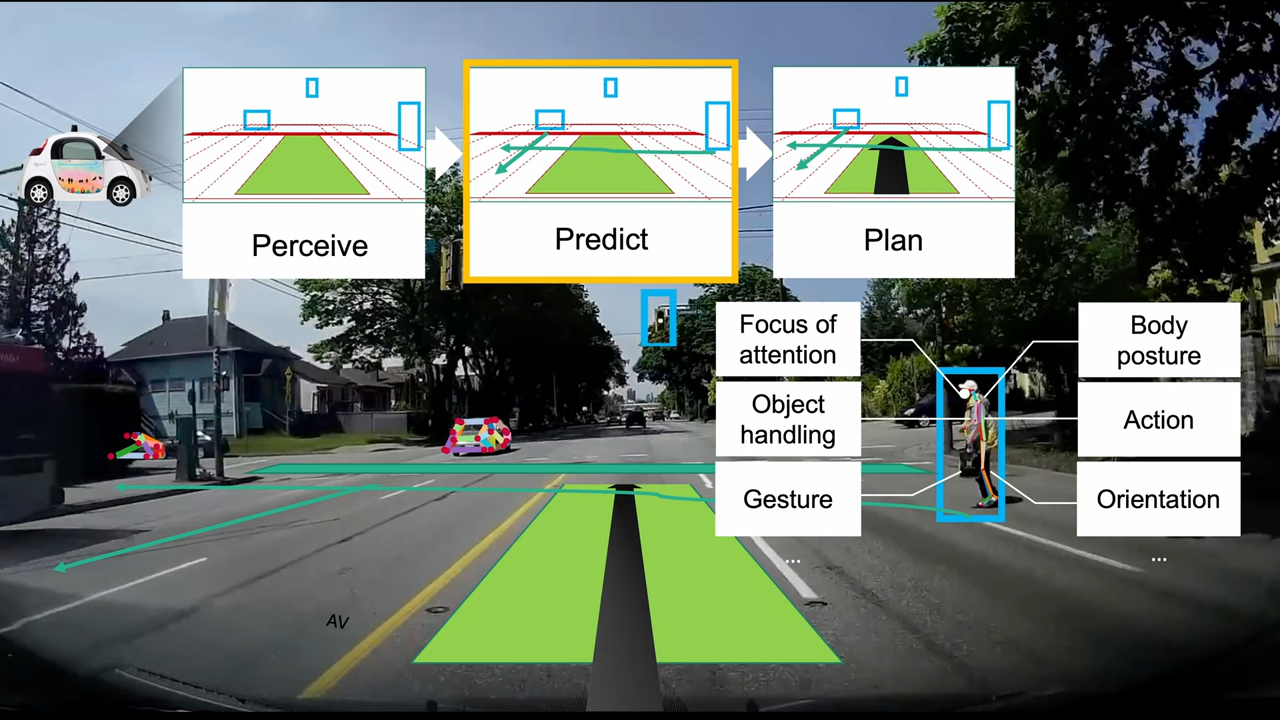 Perceive
Predict
Plan
Focus of
attention
Object
handling
Gesture
...
Body
posture
Action
Orientation
...
AV